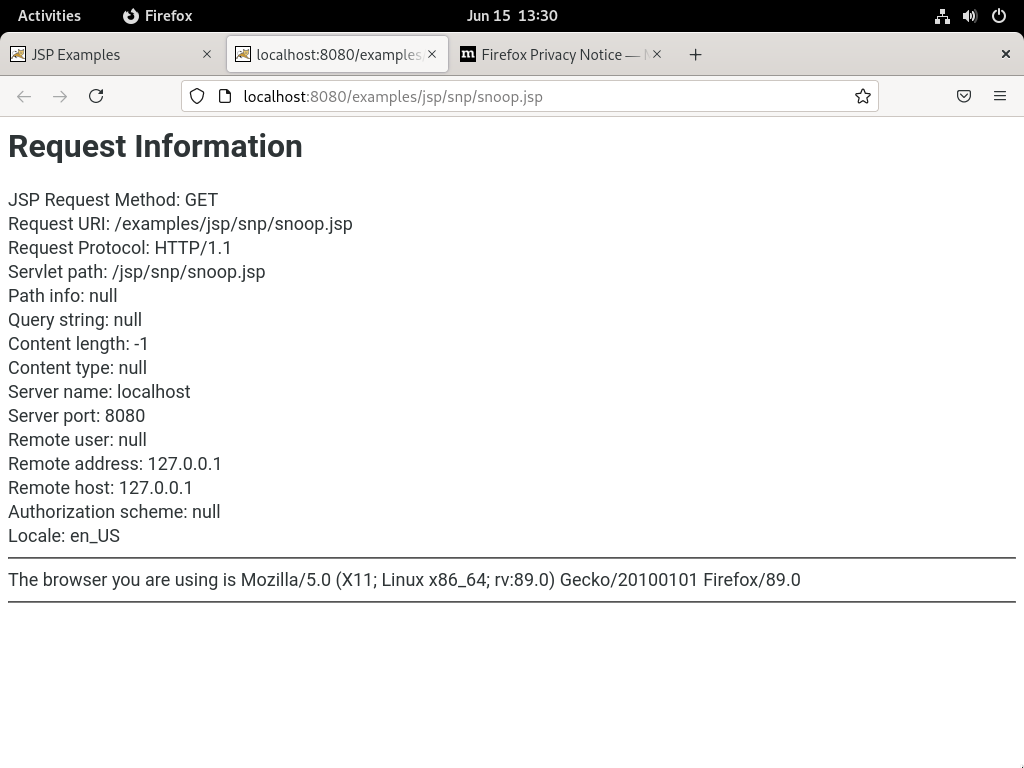 Activities Firefox Jun 15 13:30
JSP Examples localhost:8080/examples Firefox Privacy Notice —
localhost:8080/examples/jsp/snp/snoop.jsp
Request Information
JSP Request Method: GET
Request URI: /examples/jsp/snp/snoop.jsp
Request Protocol: HTTP/1.1
Servlet path: /jsp/snp/snoop.jsp
Path info: null
Query string: null
Content length: -1
Content type: null
Server name: localhost
Server port: 8080
Remote user: null
Remote address: 127.0.0.1
Remote host: 127.0.0.1
Authorization scheme: null
Locale: en_US
The browser you are using is Mozilla/5.0 (X11; Linux x86_64; rv:89.0) Gecko/20100101 Firefox/89.0